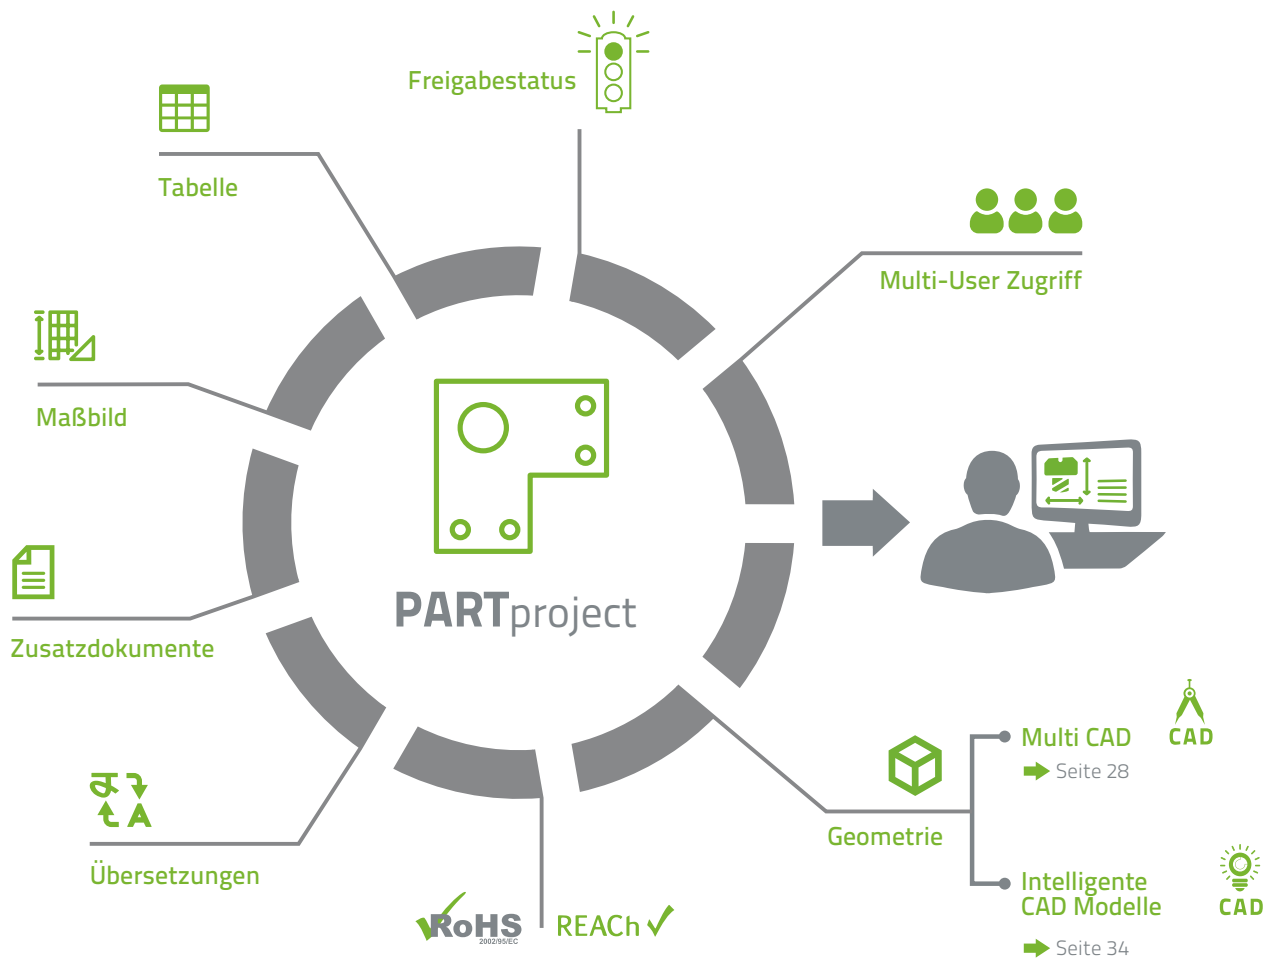 Freigabestatus
Tabelle
Multi-User Zugriff
Maßbild
PARTproject
Zusatzdokumente
Multi CAD
CAD
Seite 28
Geometrie
Übersetzungen
Intelligente
CAD Modelle
CAD
RoHS
2002/95/EC
REACh
Seite 34